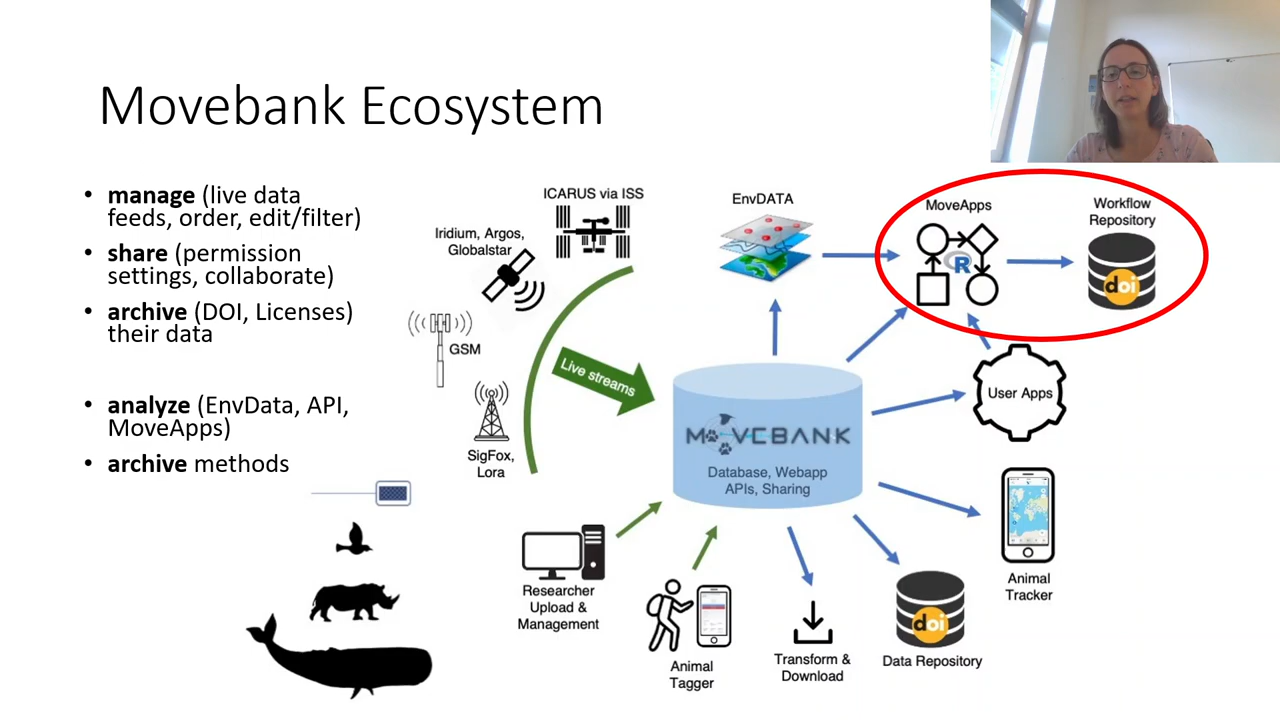 Movebank Ecosystem
• manage (live data
feeds, order, edit/filter)
• share (permission
settings, collaborate)
• archive (DOI, Licenses)
their data
• analyze (EnvData, API,
MoveApps)
• archive methods
ICARUS via ISS
Iridium, Argos,
Globalstar
GSM
SigFox,
Lora
Live streams
EnvDATA
MoveApps
R
Workflow
Repository
doi
User Apps
MOVEBANK
Database, Webapp
APIs, Sharing
Researcher
Upload &
Management
Animal
Tagger
Transform &
Download
doi
Data Repository
Animal
Tracker